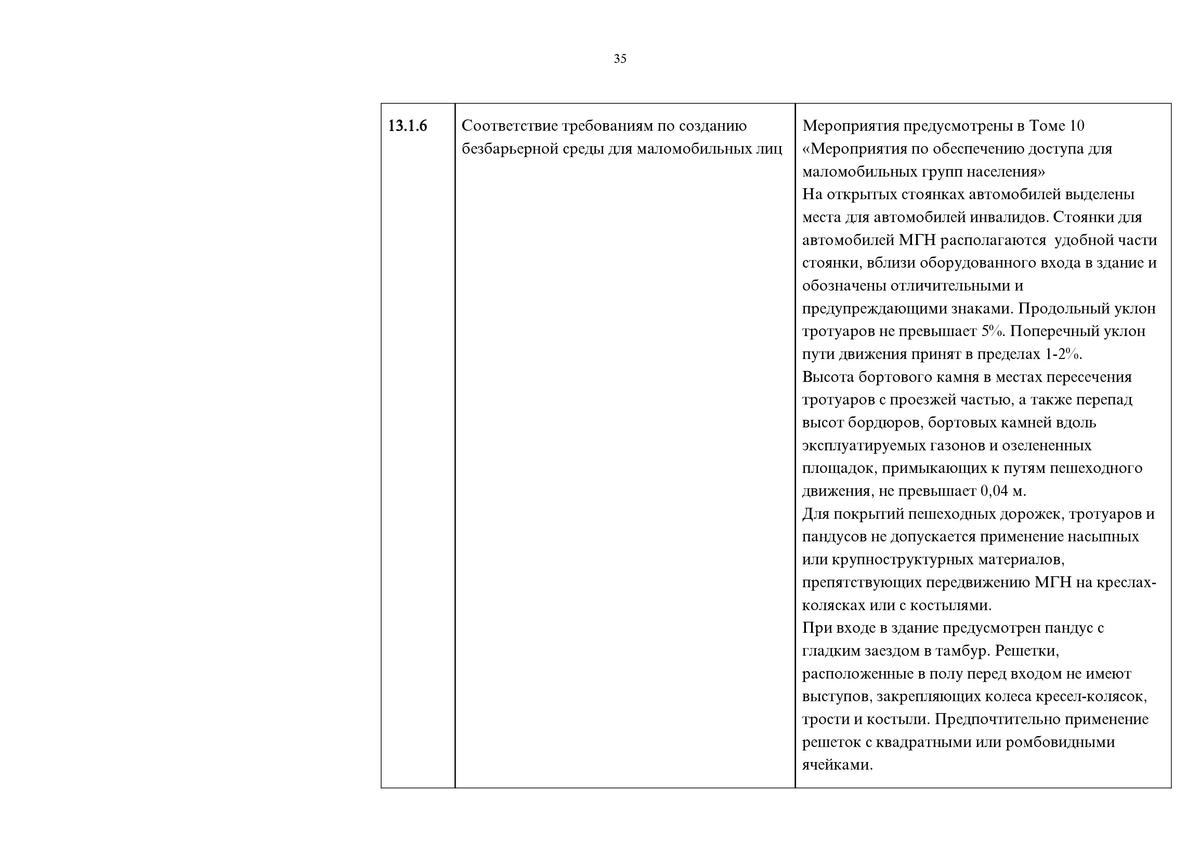 35
13.1.6
Соответствие требованиям по созданию
безбарьерной среды для маломобильных лиц
Мероприятия предусмотрены в Томе 10
«Мероприятия по обеспечению доступа для
маломобильных групп населения»
На открытых стоянках автомобилей выделены
места для автомобилей инвалидов. Стоянки для
автомобилей МГН располагаются  удобной части
стоянки, вблизи оборудованного входа в здание и
обозначены отличительными и
предупреждающими знаками. Продольный уклон
тротуаров не превышает 5%. Поперечный уклон
пути движения принят в пределах 1-2%.
Высота бортового камня в местах пересечения
тротуаров с проезжей частью, а также перепад
высот бордюров, бортовых камней вдоль
эксплуатируемых газонов и озелененных
площадок, примыкающих к путям пешеходного
движения, не превышает 0,04 м.
Для покрытий пешеходных дорожек, тротуаров и
пандусов не допускается применение насыпных
или крупноструктурных материалов,
препятствующих передвижению МГН на креслах-
колясках или с костылями.
При входе в здание предусмотрен пандус с
гладким заездом в тамбур. Решетки,
расположенные в полу перед входом не имеют
выступов, закрепляющих колеса кресел-колясок,
трости и костыли. Предпочтительно применение
решеток с квадратными или ромбовидными
ячейками.